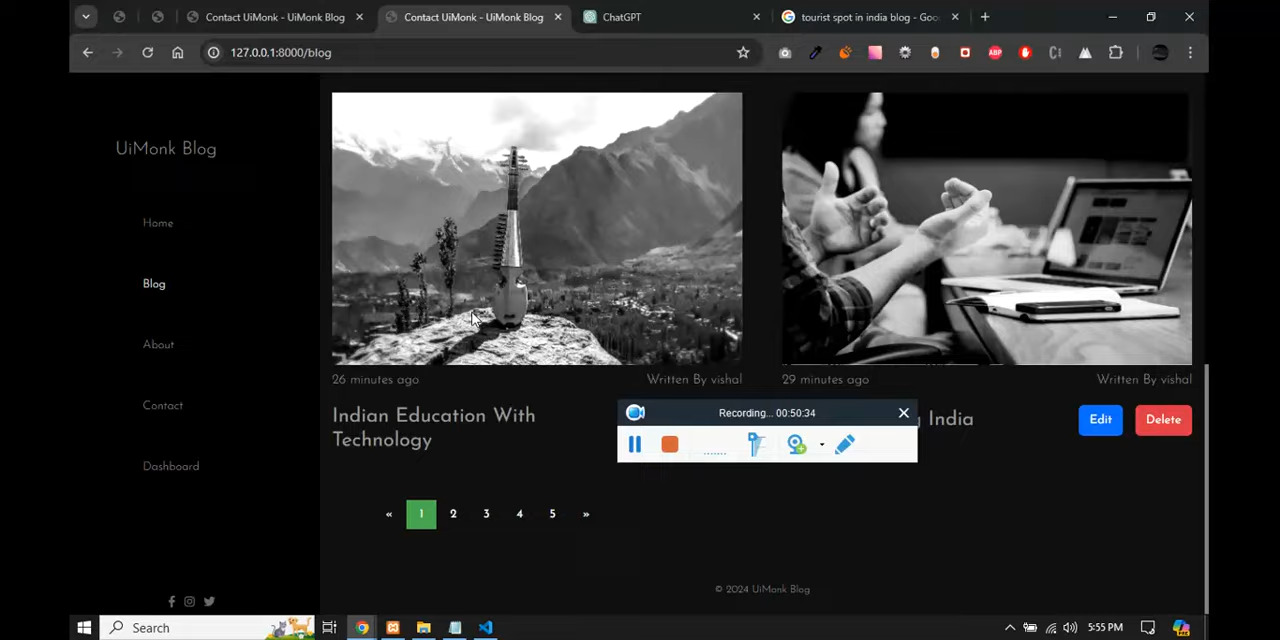 Contact UiMonk - UiMonk Blog
Contact UiMonk - UiMonk Blog
ChatGPT
tourist spot in india blog - Goo
127.0.0.1:8000/blog
UiMonk Blog
Home
Blog
About
Contact
Dashboard
26 minutes ago
Written By vishal
Indian Education With
Technology
29 minutes ago
Written By vishal
India
Edit
Delete
Recording... 00:50:34
« 1 2 3 4 5 »
© 2024 UiMonk Blog
Search
5:55 PM